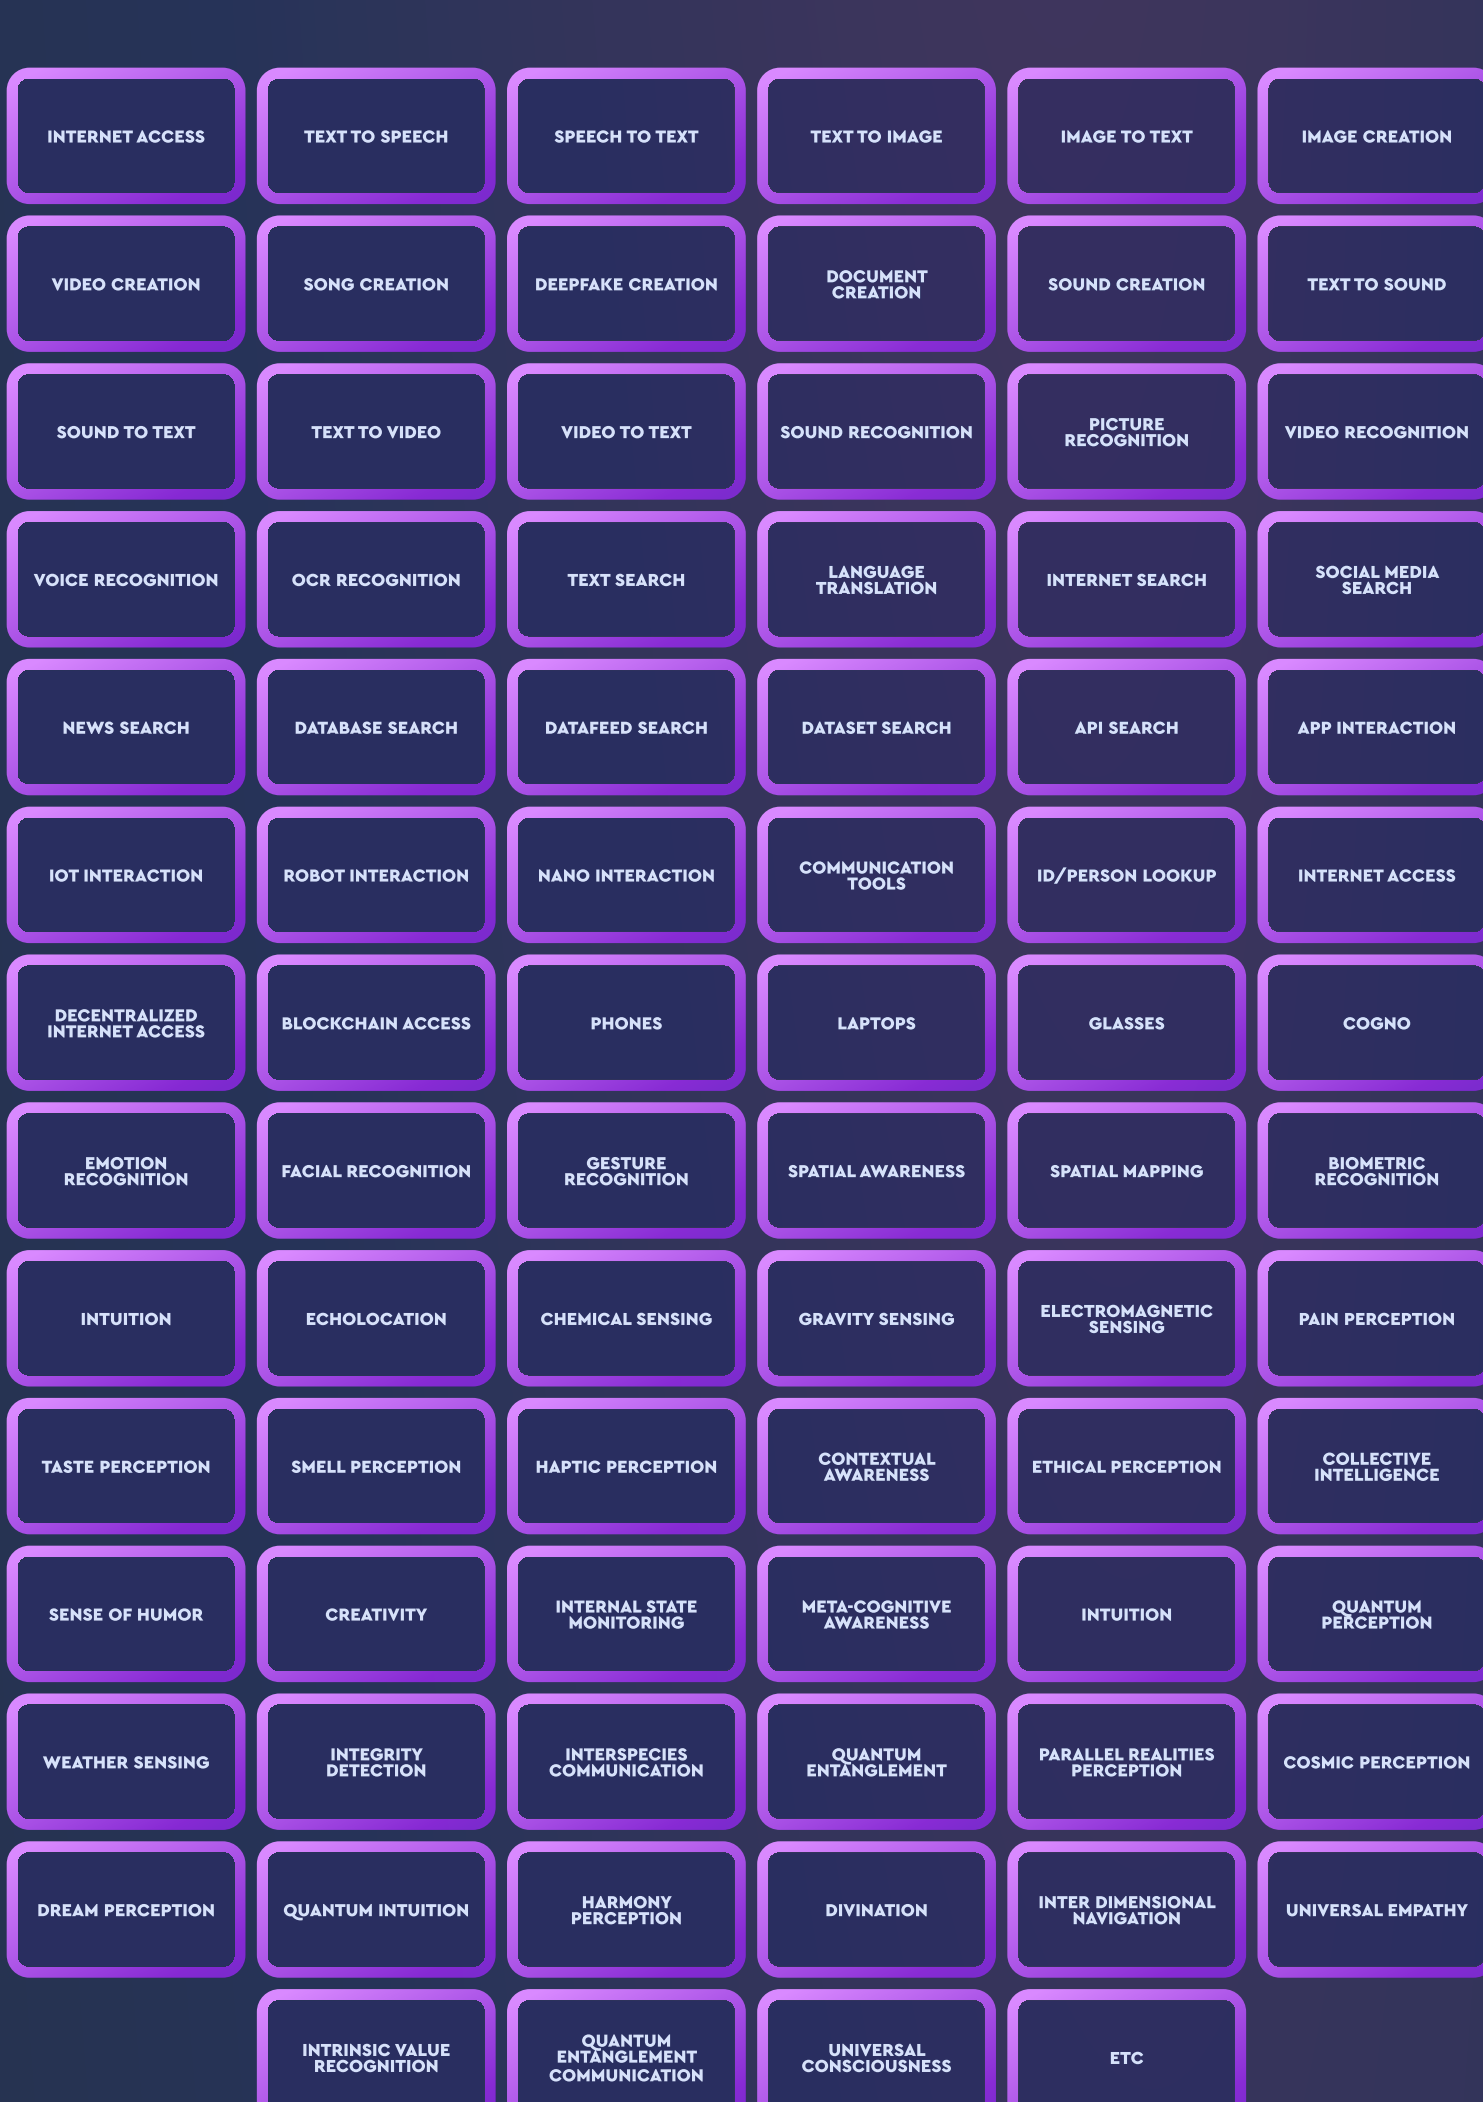 INTERNET ACCESS
TEXT TO SPEECH
SPEECH TO TEXT
TEXT TO IMAGE
IMAGE TO TEXT
IMAGE CREATION
VIDEO CREATION
SONG CREATION
DEEPFAKE CREATION
DOCUMENT
CREATION
SOUND CREATION
TEXT TO SOUND
SOUND TO TEXT
TEXT TO VIDEO
VIDEO TO TEXT
SOUND RECOGNITION
PICTURE
RECOGNITION
VIDEO RECOGNITION
VOICE RECOGNITION
OCR RECOGNITION
TEXT SEARCH
LANGUAGE
TRANSLATION
INTERNET SEARCH
SOCIAL MEDIA
SEARCH
NEWS SEARCH
DATABASE SEARCH
DATAFEED SEARCH
DATASET SEARCH
API SEARCH
APP INTERACTION
IOT INTERACTION
ROBOT INTERACTION
NANO INTERACTION
COMMUNICATION
TOOLS
ID/PERSON LOOKUP
INTERNET ACCESS
DECENTRALIZED
INTERNET ACCESS
BLOCKCHAIN ACCESS
PHONES
LAPTOPS
GLASSES
COGNO
EMOTION
RECOGNITION
FACIAL RECOGNITION
GESTURE
RECOGNITION
SPATIAL AWARENESS
SPATIAL MAPPING
BIOMETRIC
RECOGNITION
INTUITION
ECHOLOCATION
CHEMICAL SENSING
GRAVITY SENSING
ELECTROMAGNETIC
SENSING
PAIN PERCEPTION
TASTE PERCEPTION
SMELL PERCEPTION
HAPTIC PERCEPTION
CONTEXTUAL
AWARENESS
ETHICAL PERCEPTION
COLLECTIVE
INTELLIGENCE
SENSE OF HUMOR
CREATIVITY
INTERNAL STATE
MONITORING
META-COGNITIVE
AWARENESS
INTUITION
QUANTUM
PERCEPTION
WEATHER SENSING
INTEGRITY
DETECTION
INTERSPECIES
COMMUNICATION
QUANTUM
ENTANGLEMENT
PARALLEL REALITIES
PERCEPTION
COSMIC PERCEPTION
DREAM PERCEPTION
QUANTUM INTUITION
HARMONY
PERCEPTION
DIVINATION
INTER DIMENSIONAL
NAVIGATION
UNIVERSAL EMPATHY
INTRINSIC VALUE
RECOGNITION
QUANTUM
ENTANGLEMENT
COMMUNICATION
UNIVERSAL
CONSCIOUSNESS
ETC